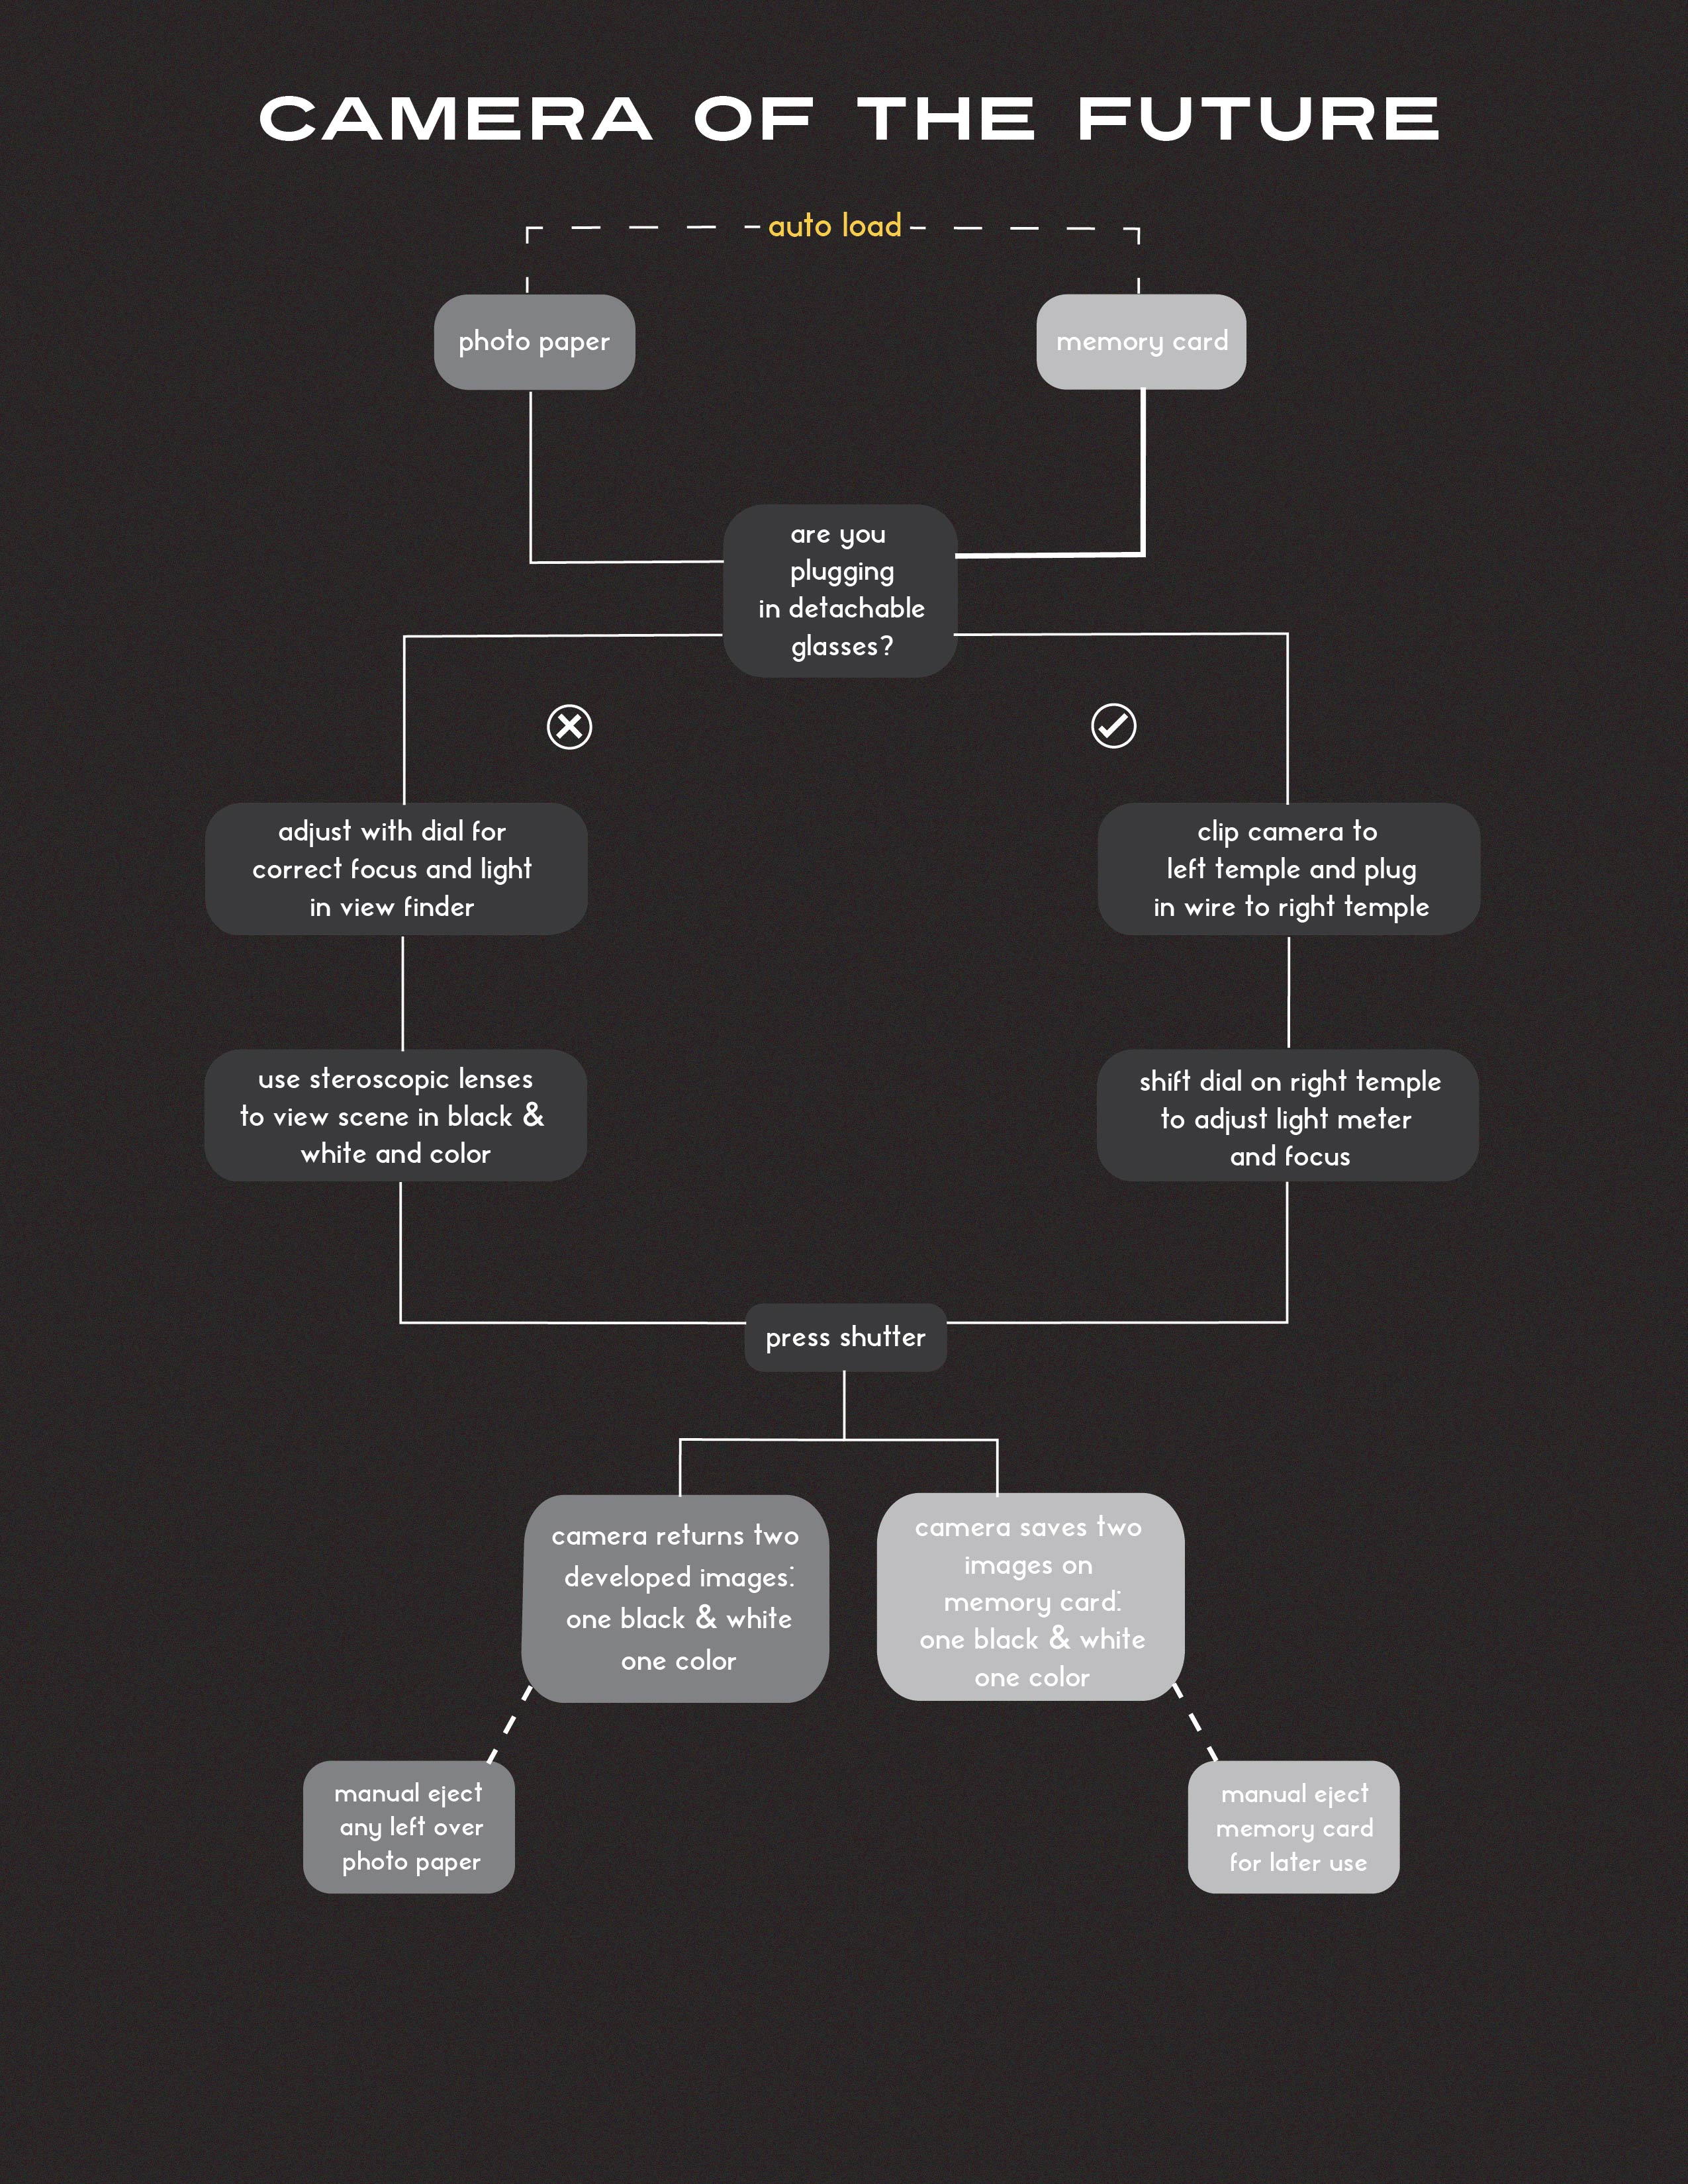 CAMERA OF THE FUTURE
auto load
photo paper
memory card
are you
plugging
in detachable
glasses?
adjust with dial for
correct focus and light
in view finder
clip camera to
left temple and plug
in wire to right temple
use steroscopic lenses
to view scene in black &
white and color
shift dial on right temple
to adjust light meter
and focus
press shutter
camera returns two
developed images:
one black & white
one color
camera saves two
images on
memory card:
one black & white
one color
manual eject
any left over
photo paper
manual eject
memory card
for later use